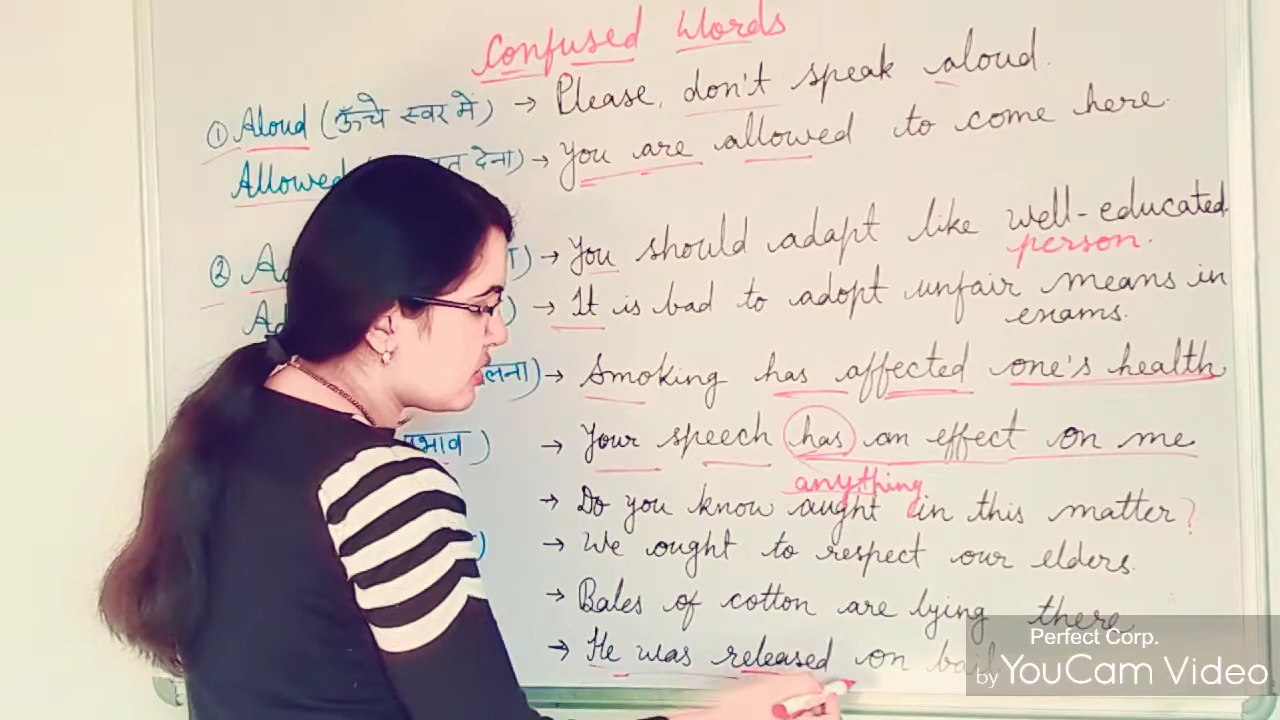 Confused Words
① Aloud (ऊँचे स्वर में) → Please, don't speak aloud.
Allowed ( देना) → You are allowed to come here.
② → You should adapt like well-educated person.
→ It is bad to adopt unfair means in exams.
→ Smoking has affected one's health
→ Your speech has an effect on me
anything
→ Do you know aught in this matter?
→ We ought to respect our elders.
→ Bales of cotton are lying there
→ He was released on bail
Perfect Corp.
by YouCam Video